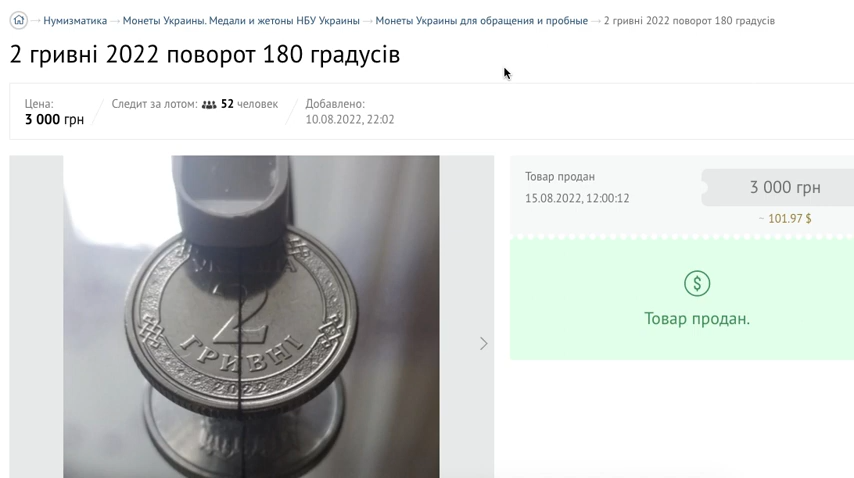 Нумизматика → Монеты Украины. Медали и жетоны НБУ Украины → Монеты Украины для обращения и пробные → 2 гривні 2022 поворот 180 градусів
2 гривні 2022 поворот 180 градусів
Цена:
3 000 грн
Следит за лотом: 52 человек
Добавлено:
10.08.2022, 22:02
УКРАЇНА
2
ГРИВНІ
2022
Товар продан
15.08.2022, 12:00:12
3 000 грн
~ 101.97 $
$
Товар продан.